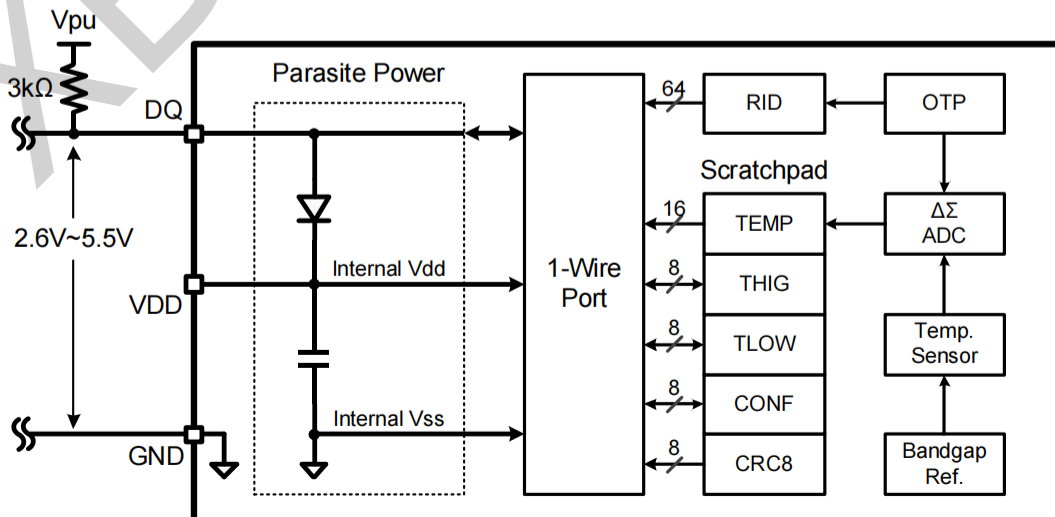 Vpu
3kΩ
DQ
Parasite Power
64
RID
OTP
Scratchpad
16
TEMP
ΔΣ
ADC
2.6V~5.5V
Internal Vdd
1-Wire
Port
8
THIG
VDD
8
TLOW
Temp.
Sensor
8
CONF
Internal Vss
GND
8
CRC8
Bandgap
Ref.